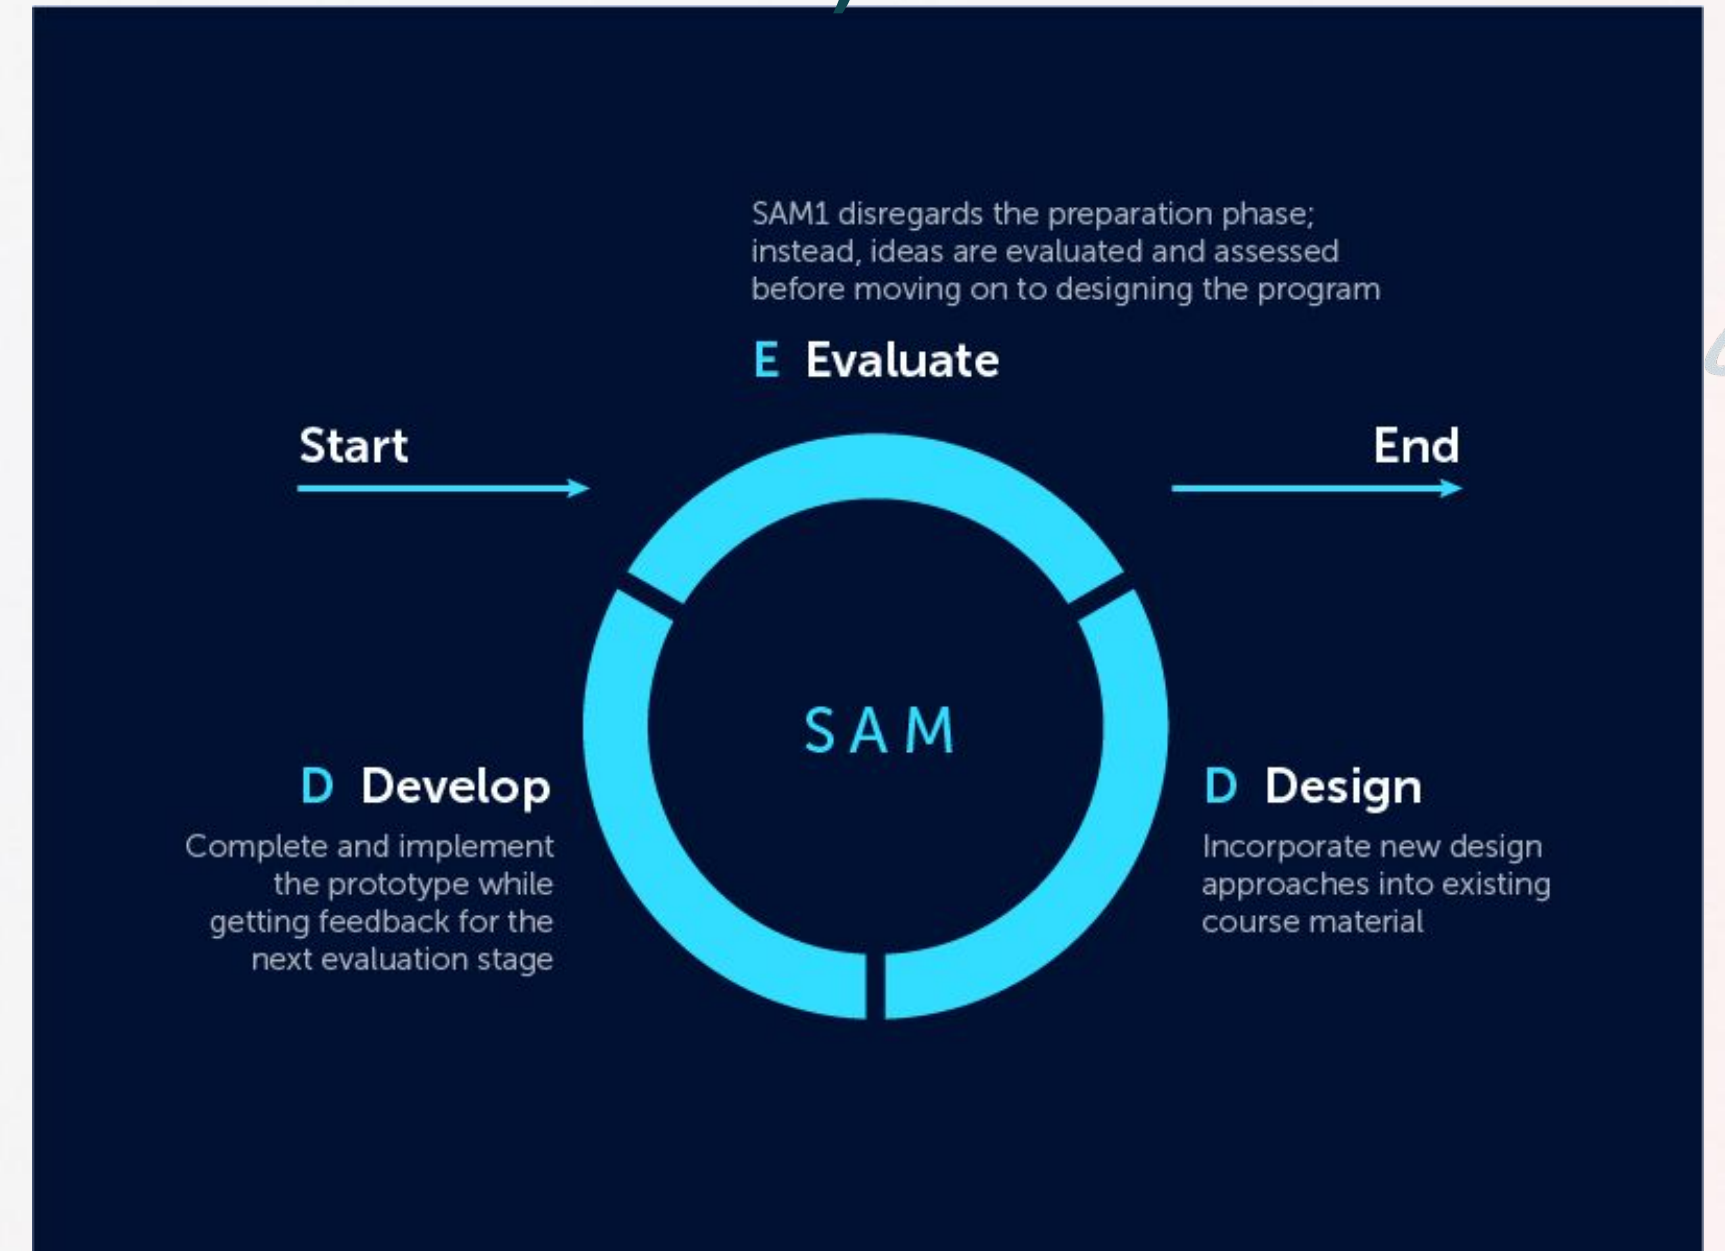 SAM1 disregards the preparation phase;
instead, ideas are evaluated and assessed
before moving on to designing the program
E Evaluate
Start
End
SAM
D Develop
Complete and implement
the prototype while
getting feedback for the
next evaluation stage
D Design
Incorporate new design
approaches into existing
course material